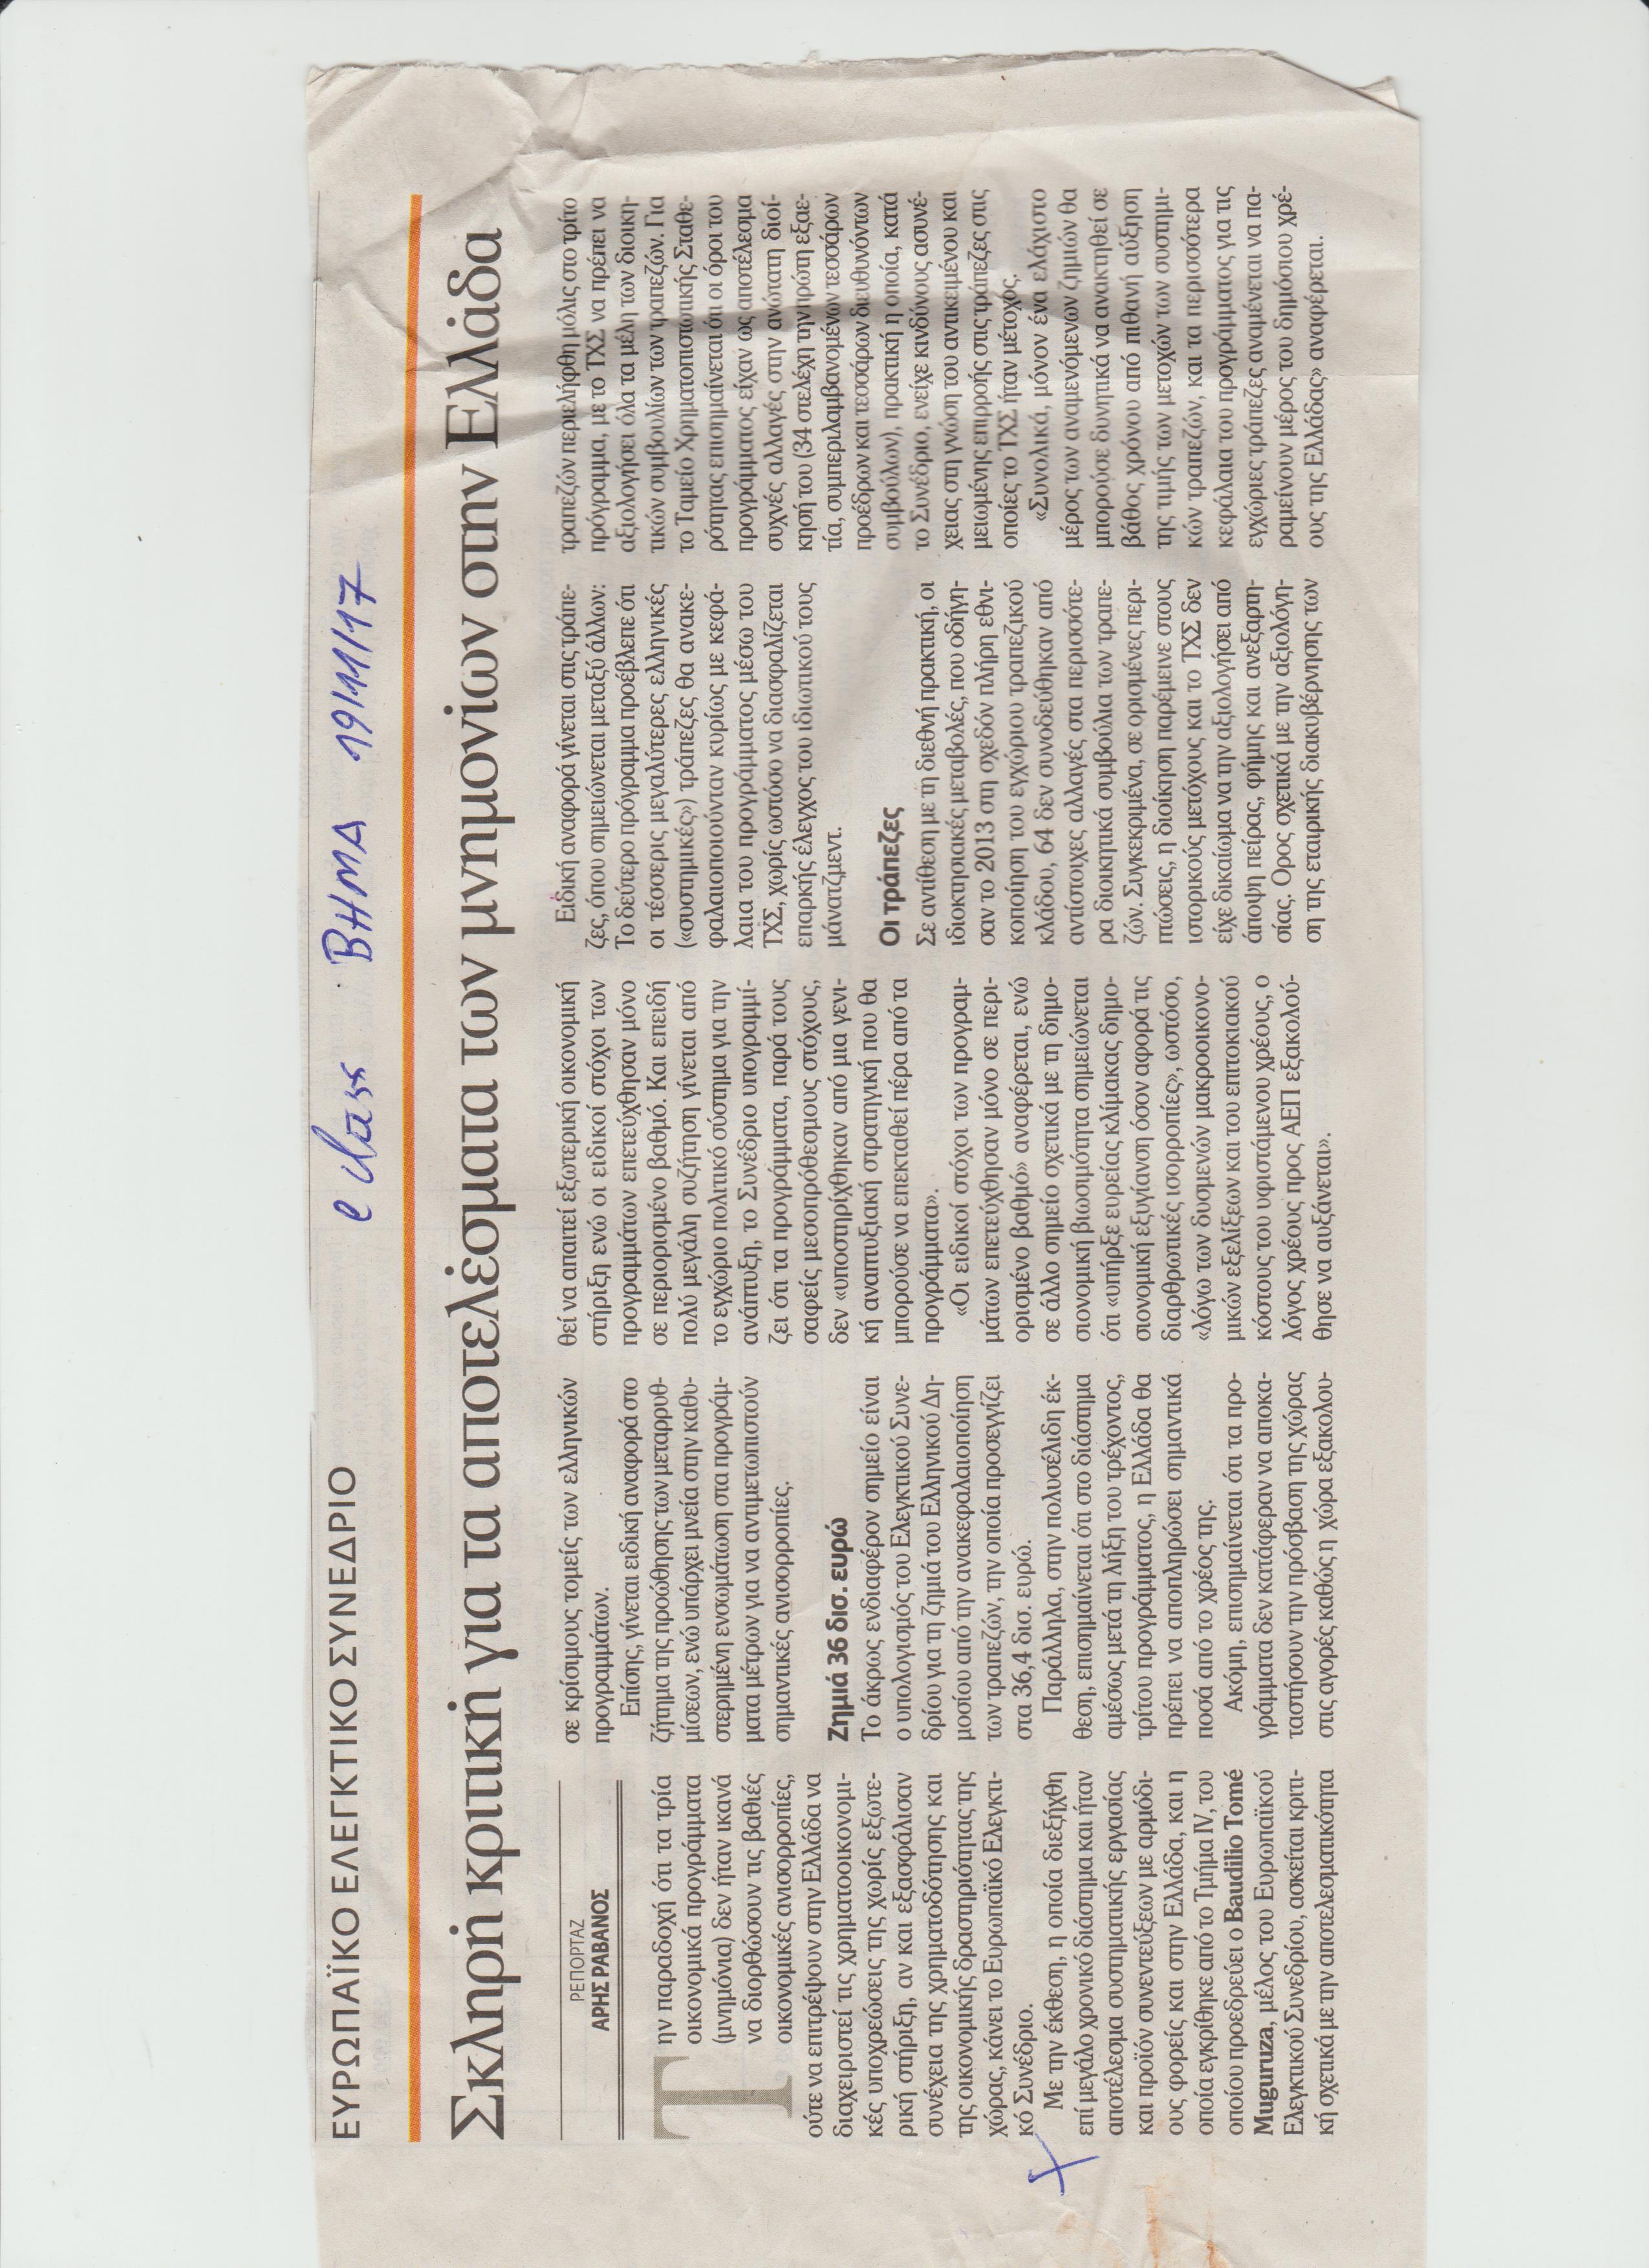 e class ΒΗΜΑ 19/11/17
ΕΥΡΩΠΑΪΚΟ ΕΛΕΓΚΤΙΚΟ ΣΥΝΕΔΡΙΟ
Σκληρή κριτική για τα αποτελέσματα των μνημονίων στην Ελλάδα
ΡΕΠΟΡΤΑΖ
ΑΡΗΣ ΡΑΒΑΝΟΣ
Την παραδοχή ότι τα τρία
οικονομικά προγράμματα
(μνημόνια) δεν ήταν ικανά
να διορθώσουν τις βαθιές
οικονομικές ανισορροπίες,
ούτε να επιτρέψουν στην Ελλάδα να
διαχειριστεί τις χρηματοοικονομι-
κές υποχρεώσεις της χωρίς εξωτε-
ρική στήριξη, αν και εξασφάλισαν
συνέχεια της χρηματοδότησης και
της οικονομικής δραστηριότητας της
χώρας, κάνει το Ευρωπαϊκό Ελεγκτι-
κό Συνέδριο.
Με την έκθεση, η οποία διεξήχθη
επί μεγάλο χρονικό διάστημα και ήταν
αποτέλεσμα συστηματικής εργασίας
και προϊόν συνεντεύξεων με αρμόδι-
ους φορείς και στην Ελλάδα, και η
οποία εγκρίθηκε από το Τμήμα IV, του
οποίου προεδρεύει ο Baudilio Tomé
Muguruza, μέλος του Ευρωπαϊκού
Ελεγκτικού Συνεδρίου, ασκείται κριτι-
κή σχετικά με την αποτελεσματικότητα
σε κρίσιμους τομείς των ελληνικών
προγραμμάτων.
Επίσης, γίνεται ειδική αναφορά στο
ζήτημα της προώθησης των μεταρρυθ-
μίσεων, ενώ υπάρχει μνεία στην καθυ-
στερημένη ενσωμάτωση στα προγράμ-
ματα μέτρων για να αντιμετωπιστούν
σημαντικές ανισορροπίες.
Ζημιά 36 δισ. ευρώ
Το άκρως ενδιαφέρον σημείο είναι
ο υπολογισμός του Ελεγκτικού Συνε-
δρίου για τη ζημιά του Ελληνικού Δη-
μοσίου από την ανακεφαλαιοποίηση
των τραπεζών, την οποία προσεγγίζει
στα 36,4 δισ. ευρώ.
Παράλληλα, στην πολυσέλιδη έκ-
θεση, επισημαίνεται ότι στο διάστημα
αμέσως μετά τη λήξη του τρέχοντος,
τρίτου προγράμματος, η Ελλάδα θα
πρέπει να αποπληρώσει σημαντικά
ποσά από το χρέος της.
Ακόμη, επισημαίνεται ότι τα προ-
γράμματα δεν κατάφεραν να αποκα-
ταστήσουν την πρόσβαση της χώρας
στις αγορές καθώς η χώρα εξακολου-
θεί να απαιτεί εξωτερική οικονομική
στήριξη ενώ οι ειδικοί στόχοι των
προγραμμάτων επετεύχθησαν μόνο
σε περιορισμένο βαθμό. Και επειδή
πολύ μεγάλη συζήτηση γίνεται από
το εγχώριο πολιτικό σύστημα για την
ανάπτυξη, το Συνέδριο υπογραμμί-
ζει ότι τα προγράμματα, παρά τους
σαφείς μεσοπρόθεσμους στόχους,
δεν «υποστηρίχθηκαν από μια γενι-
κή αναπτυξιακή στρατηγική που θα
μπορούσε να επεκταθεί πέρα από τα
προγράμματα».
«Οι ειδικοί στόχοι των προγραμ-
μάτων επετεύχθησαν μόνο σε περι-
ορισμένο βαθμό» αναφέρεται, ενώ
σε άλλο σημείο σχετικά με τη δημο-
σιονομική βιωσιμότητα σημειώνεται
ότι «υπήρξε ευρείας κλίμακας δημο-
σιονομική εξυγίανση όσον αφορά τις
διαρθρωτικές ισορροπίες», ωστόσο,
«λόγω των δυσμενών μακροοικονο-
μικών εξελίξεων και του επιτοκιακού
κόστους του υφιστάμενου χρέους, ο
λόγος χρέους προς ΑΕΠ εξακολού-
θησε να αυξάνεται».
Ειδική αναφορά γίνεται στις τράπε-
ζες, όπου σημειώνεται μεταξύ άλλων:
Το δεύτερο πρόγραμμα προέβλεπε ότι
οι τέσσερις μεγαλύτερες ελληνικές
(«συστημικές») τράπεζες θα ανακε-
φαλαιοποιούνταν κυρίως με κεφά-
λαια του προγράμματος μέσω του
ΤΧΣ, χωρίς ωστόσο να διασφαλίζεται
επαρκής έλεγχος του ιδιωτικού τους
μάνατζμεντ.
Οι τράπεζες
Σε αντίθεση με τη διεθνή πρακτική, οι
ιδιοκτησιακές μεταβολές, που οδήγη-
σαν το 2013 στη σχεδόν πλήρη εθνι-
κοποίηση του εγχώριου τραπεζικού
κλάδου, 64 δεν συνοδεύθηκαν από
αντίστοιχες αλλαγές στα περισσότε-
ρα διοικητικά συμβούλια των τραπε-
ζών. Συγκεκριμένα, σε ορισμένες περι-
πτώσεις, η διοίκηση παρέμεινε στους
ιστορικούς μετόχους και το ΤΧΣ δεν
είχε δικαίωμα να την αξιολογήσει από
άποψη πείρας, φήμης και ανεξαρτη-
σίας. Ορος σχετικά με την αξιολόγη-
ση της εταιρικής διακυβέρνησης των
τραπεζών περιελήφθη μόλις στο τρίτο
πρόγραμμα, με το ΤΧΣ να πρέπει να
αξιολογήσει όλα τα μέλη των διοικη-
τικών συμβουλίων των τραπεζών. Για
το Ταμείο Χρηματοπιστωτικής Σταθε-
ρότητας επισημαίνεται ότι οι όροι του
προγράμματος είχαν ως αποτέλεσμα
συχνές αλλαγές στην ανώτατη διοί-
κησή του (34 στελέχη την πρώτη εξαε-
τία, συμπεριλαμβανομένων τεσσάρων
προέδρων και τεσσάρων διευθυνόντων
συμβούλων), πρακτική η οποία, κατά
το Συνέδριο, ενείχε κινδύνους ασυνέ-
χειας στη γνώση του αντικειμένου και
μειωμένης επιρροής στις τράπεζες στις
οποίες το ΤΧΣ ήταν μέτοχος.
«Συνολικά, μόνον ένα ελάχιστο
μέρος των αναμενόμενων ζημιών θα
μπορούσε δυνητικά να ανακτηθεί σε
βάθος χρόνου από πιθανή αύξηση
της τιμής των μετοχών των συστημι-
κών τραπεζών, και τα περισσότερα
κεφάλαια του προγράμματος για τις
εγχώριες τράπεζες αναμένεται να πα-
ραμείνουν μέρος του δημόσιου χρέ-
ους της Ελλάδας» αναφέρεται.